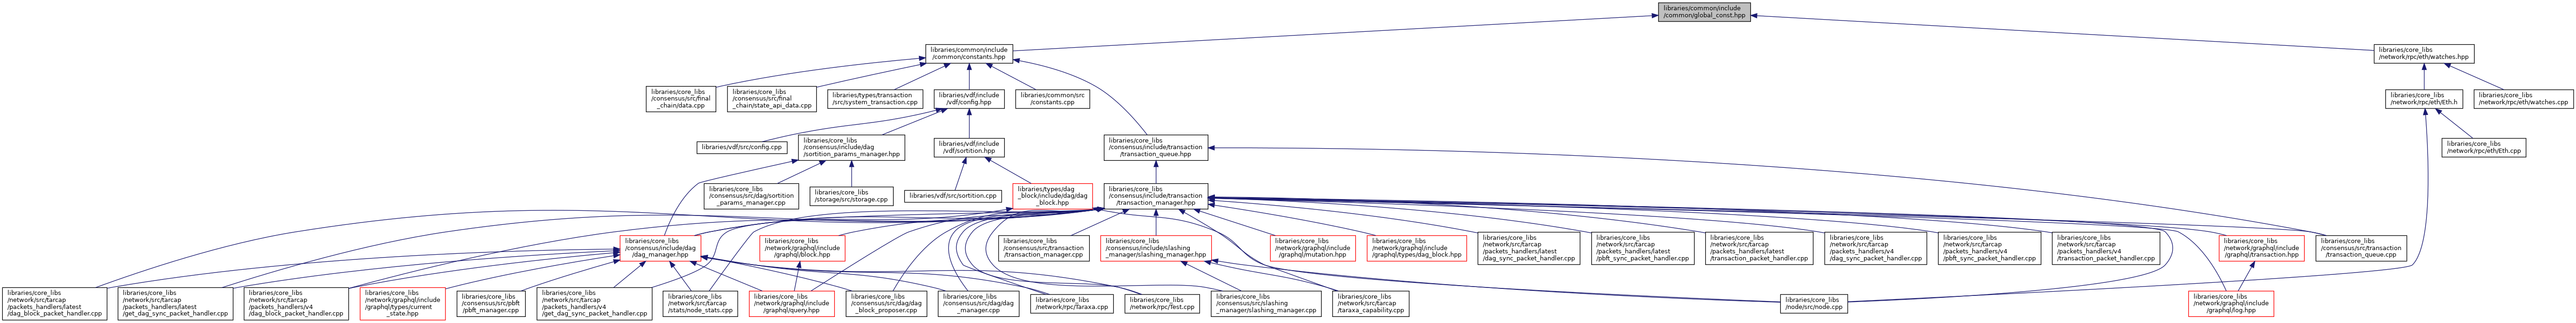 libraries/common/include
/common/global_const.hpp
libraries/common/include
/common/constants.hpp
libraries/core_libs
/network/rpc/eth/watches.hpp
libraries/core_libs
/consensus/src/final
_chain/data.cpp
libraries/core_libs
/consensus/src/final
_chain/state_api_data.cpp
libraries/types/transaction
/src/system_transaction.cpp
libraries/vdf/include
/vdf/config.hpp
libraries/common/src
/constants.cpp
libraries/core_libs
/network/rpc/eth/Eth.h
libraries/core_libs
/network/rpc/eth/watches.cpp
libraries/vdf/src/config.cpp
libraries/core_libs
/consensus/include/dag
/sortition_params_manager.hpp
libraries/vdf/include
/vdf/sortition.hpp
libraries/core_libs
/consensus/include/transaction
/transaction_queue.hpp
libraries/core_libs
/network/rpc/eth/Eth.cpp
libraries/core_libs
/consensus/src/dag/sortition
_params_manager.cpp
libraries/core_libs
/storage/src/storage.cpp
libraries/vdf/src/sortition.cpp
libraries/types/dag
_block/include/dag/dag
_block.hpp
libraries/core_libs
/consensus/include/transaction
/transaction_manager.hpp
libraries/core_libs
/consensus/include/dag
/dag_manager.hpp
libraries/core_libs
/network/graphql/include
/graphql/block.hpp
libraries/core_libs
/consensus/src/transaction
/transaction_manager.cpp
libraries/core_libs
/consensus/include/slashing
_manager/slashing_manager.hpp
libraries/core_libs
/network/graphql/include
/graphql/mutation.hpp
libraries/core_libs
/network/graphql/include
/graphql/types/dag_block.hpp
libraries/core_libs
/network/src/tarcap
/packets_handlers/latest
/dag_sync_packet_handler.cpp
libraries/core_libs
/network/src/tarcap
/packets_handlers/latest
/pbft_sync_packet_handler.cpp
libraries/core_libs
/network/src/tarcap
/packets_handlers/latest
/transaction_packet_handler.cpp
libraries/core_libs
/network/src/tarcap
/packets_handlers/v4
/dag_sync_packet_handler.cpp
libraries/core_libs
/network/src/tarcap
/packets_handlers/v4
/pbft_sync_packet_handler.cpp
libraries/core_libs
/network/src/tarcap
/packets_handlers/v4
/transaction_packet_handler.cpp
libraries/core_libs
/network/graphql/include
/graphql/transaction.hpp
libraries/core_libs
/consensus/src/transaction
/transaction_queue.cpp
libraries/core_libs
/network/src/tarcap
/packets_handlers/latest
/dag_block_packet_handler.cpp
libraries/core_libs
/network/src/tarcap
/packets_handlers/latest
/get_dag_sync_packet_handler.cpp
libraries/core_libs
/network/src/tarcap
/packets_handlers/v4
/dag_block_packet_handler.cpp
libraries/core_libs
/network/graphql/include
/graphql/types/current
_state.hpp
libraries/core_libs
/consensus/src/pbft
/pbft_manager.cpp
libraries/core_libs
/network/src/tarcap
/packets_handlers/v4
/get_dag_sync_packet_handler.cpp
libraries/core_libs
/network/src/tarcap
/stats/node_stats.cpp
libraries/core_libs
/network/graphql/include
/graphql/query.hpp
libraries/core_libs
/consensus/src/dag/dag
_block_proposer.cpp
libraries/core_libs
/consensus/src/dag/dag
_manager.cpp
libraries/core_libs
/network/rpc/Taraxa.cpp
libraries/core_libs
/network/rpc/Test.cpp
libraries/core_libs
/consensus/src/slashing
_manager/slashing_manager.cpp
libraries/core_libs
/network/src/tarcap
/taraxa_capability.cpp
libraries/core_libs
/node/src/node.cpp
libraries/core_libs
/network/graphql/include
/graphql/log.hpp